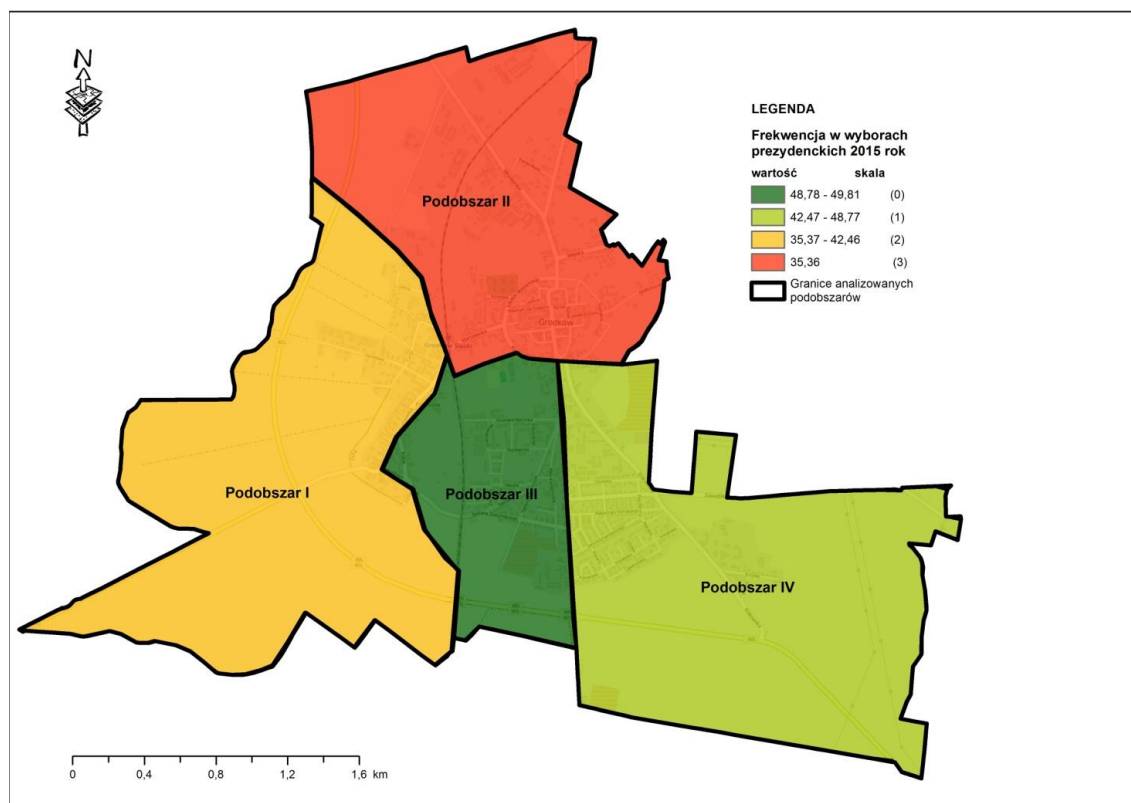 N
LEGENDA
Frekwencja w wyborach
prezydenckich 2015 rok
wartość skala
48,78 - 49,81 (0)
42,47 - 48,77 (1)
35,37 - 42,46 (2)
35,36 (3)
Granice analizowanych
podobszarów
Podobszar II
Grodków
Podobszar I
Podobszar III
Podobszar IV
0 0,4 0,8 1,2 1,6 km